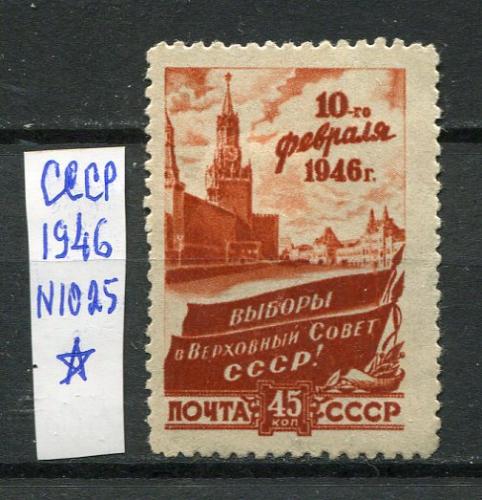 СССР
1946
N1025
10-го
февраля
1946 г.
ВЫБОРЫ
в ВЕРХОВНЫЙ СОВЕТ
СССР!
ПОЧТА 45 СССР
КОП